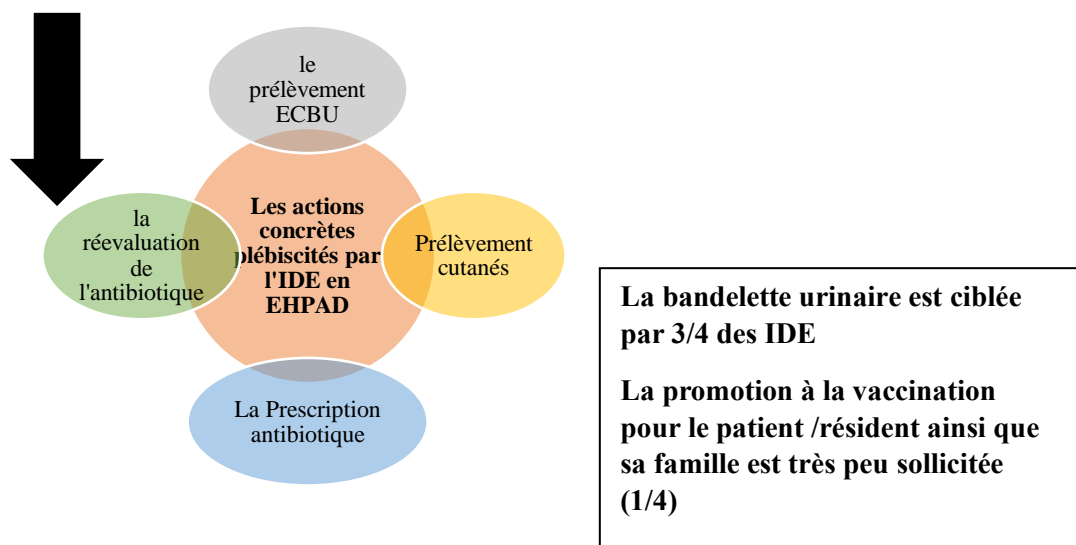 le
prélèvement
ECBU
la
réevaluation
de
l'antibiotique
Les actions
concrètes
plébiscités par
l'IDE en
EHPAD
Prélèvement
cutanés
La Prescription
antibiotique
La bandelette urinaire est ciblée
par 3/4 des IDE
La promotion à la vaccination
pour le patient /résident ainsi que
sa famille est très peu sollicitée
(1/4)